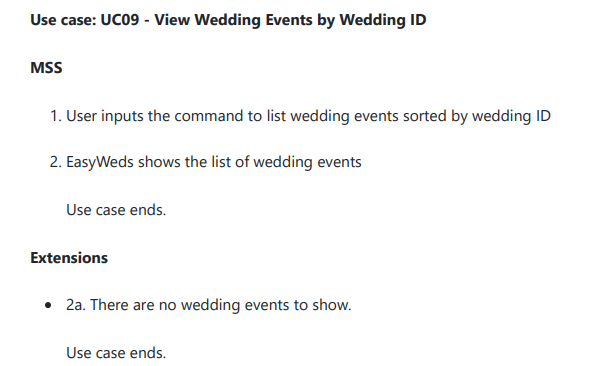 Use case: UC09 - View Wedding Events by Wedding ID
MSS
1. User inputs the command to list wedding events sorted by wedding ID
2. EasyWeds shows the list of wedding events
Use case ends.
Extensions
• 2a. There are no wedding events to show.
Use case ends.